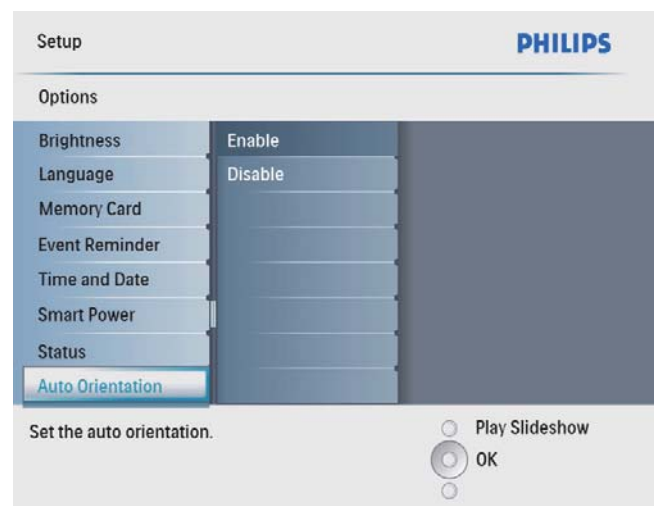 Setup
PHILIPS
Options
Brightness
Language
Memory Card
Event Reminder
Time and Date
Smart Power
Status
Auto Orientation
Enable
Disable
Set the auto orientation.
Play Slideshow
OK